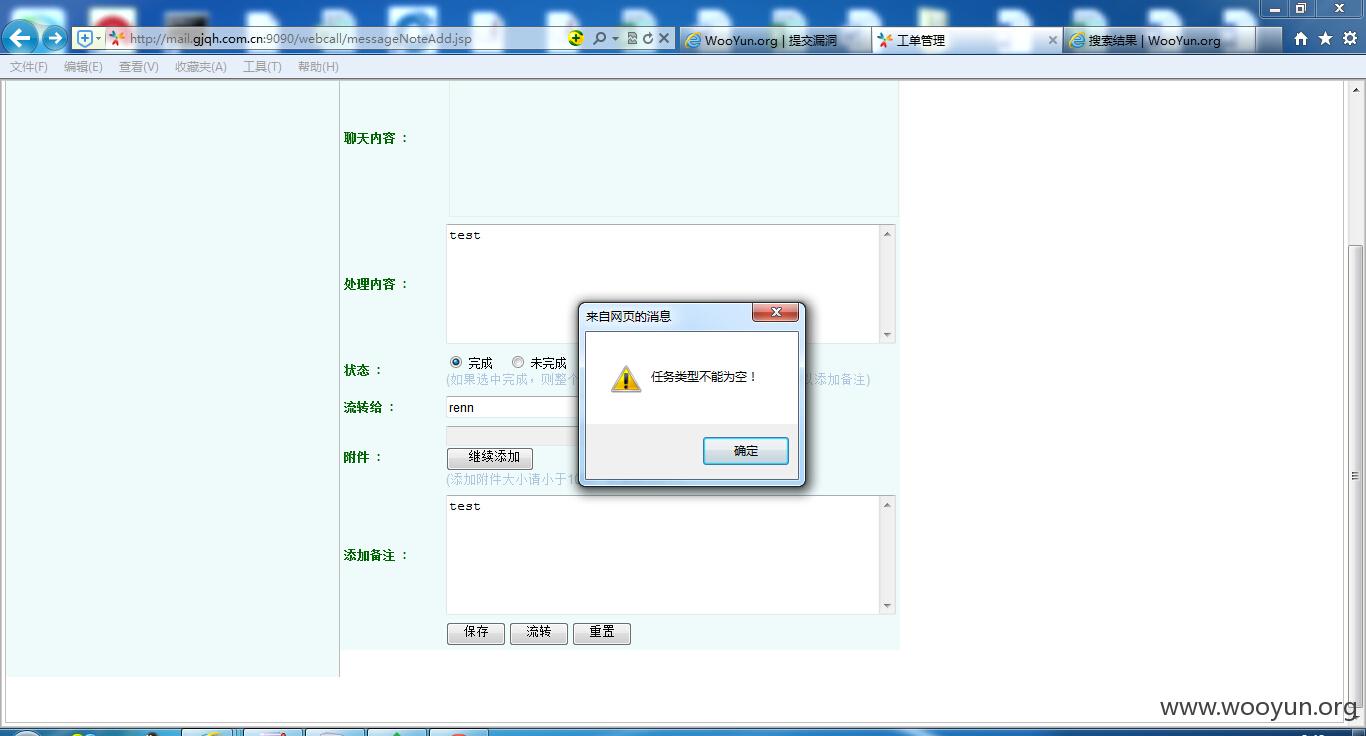 http://mail.gjqh.com.cn:9090/webcall/messageNoteAdd.jsp
WooYun.org | 提交漏洞
工单管理
搜索结果 | WooYun.org
文件(F) 编辑(E) 查看(V) 收藏夹(A) 工具(T) 帮助(H)
聊天内容：
处理内容：
test
状态：
完成 未完成
(如果选中完成，则整个
以添加备注)
流转给：
renn
附件：
继续添加
(添加附件大小请小于10
添加备注：
test
保存 流转 重置
来自网页的消息
任务类型不能为空！
确定
www.wooyun.org